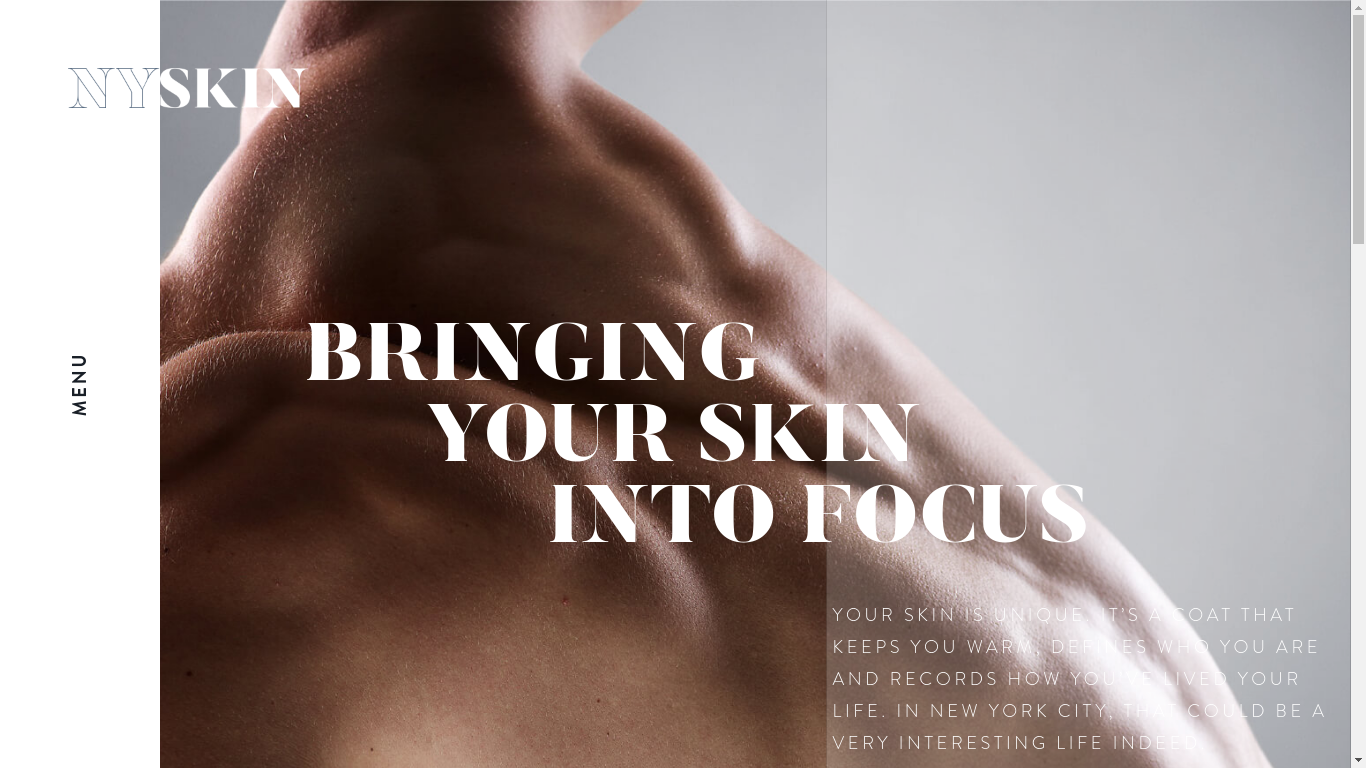 NYSKIN
MENU
BRINGING
YOUR SKIN
INTO FOCUS
YOUR SKIN IS UNIQUE. IT'S A COAT THAT
KEEPS YOU WARM, DEFINES WHO YOU ARE
AND RECORDS HOW YOU'VE LIVED YOUR
LIFE. IN NEW YORK CITY, THAT COULD BE A
VERY INTERESTING LIFE INDEED.